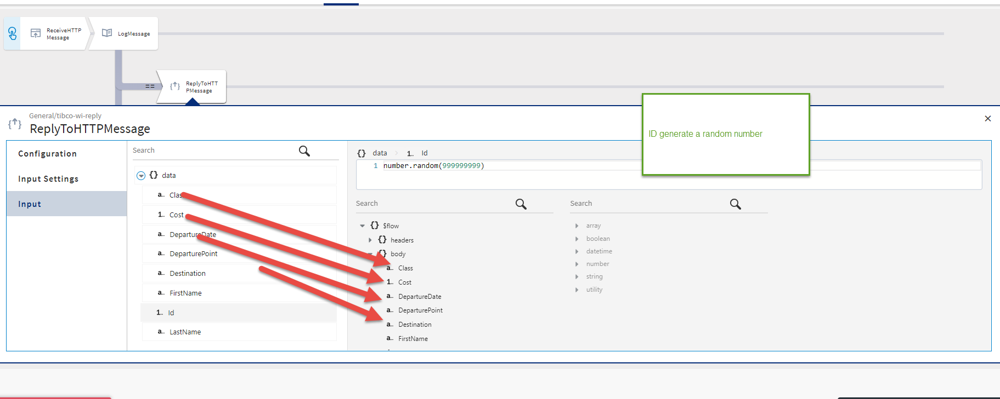 ReceiveHTTP
Message
LogMessage
==
ReplyToHTT
PMessage
General/tibco-wi-reply
ReplyToHTTPMessage
ID generate a random number
Configuration
Input Settings
Input
Search
{} data
a.. Clas
1.. Cost
a.. DepartureDate
a.. DeparturePoint
a.. Destination
a.. FirstName
1.. Id
a.. LastName
{} data > 1.. Id
1 number.random(999999999)
Search
{} $flow
{} headers
{} body
a.. Class
1.. Cost
a.. DepartureDate
a.. DeparturePoint
a.. Destination
a.. FirstName
Search
array
boolean
datetime
number
string
utility